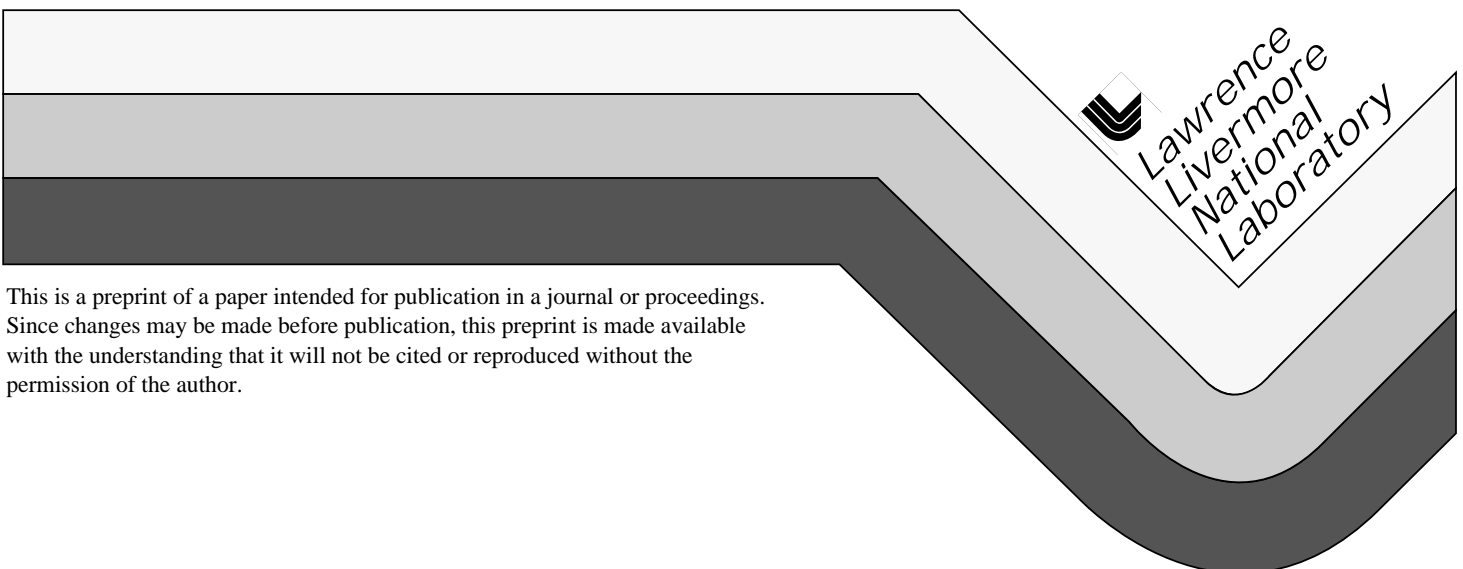 Lawrence
Livermore
National
Laboratory
This is a preprint of a paper intended for publication in a journal or proceedings.
Since changes may be made before publication, this preprint is made available
with the understanding that it will not be cited or reproduced without the
permission of the author.